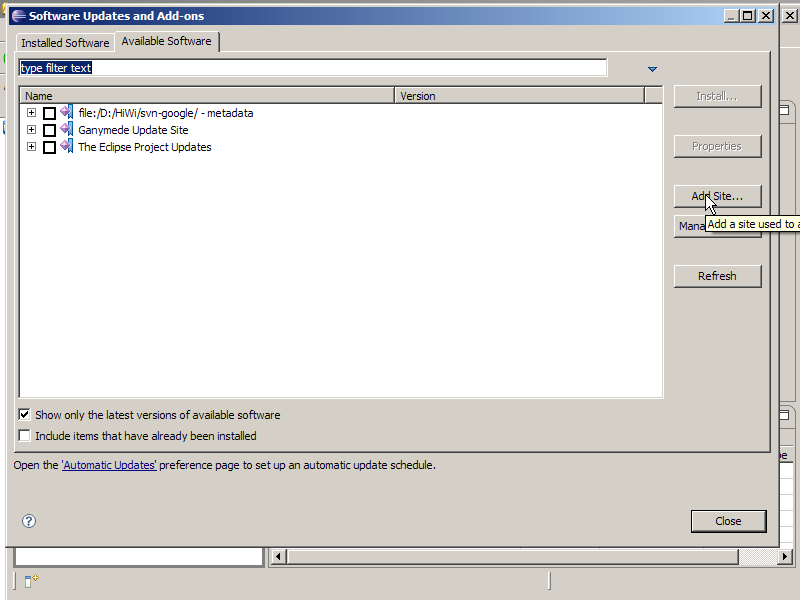 Software Updates and Add-ons
Installed Software
Available Software
type filter text
Name
Version
Install...
file:/D:/HiWi/svn-google/ - metadata
Ganymede Update Site
Properties
The Eclipse Project Updates
Add Site...
Add a site used to a
Refresh
Show only the latest versions of available software
Include items that have already been installed
Open the 'Automatic Updates' preference page to set up an automatic update schedule.
Close